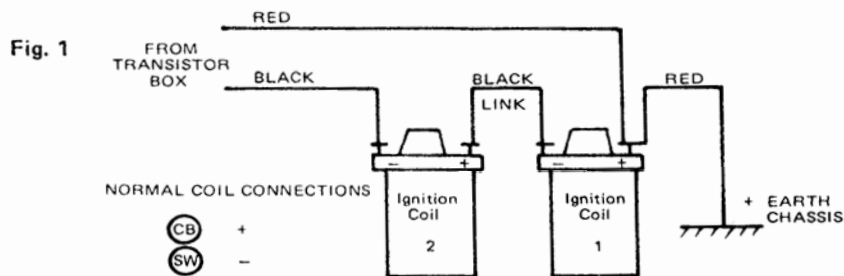 Fig. 1
RED
FROM
TRANSISTOR
BOX
BLACK
BLACK
LINK
RED
− + − +
NORMAL COIL CONNECTIONS
CB +
SW −
Ignition
Coil
2
Ignition
Coil
1
+ EARTH
CHASSIS